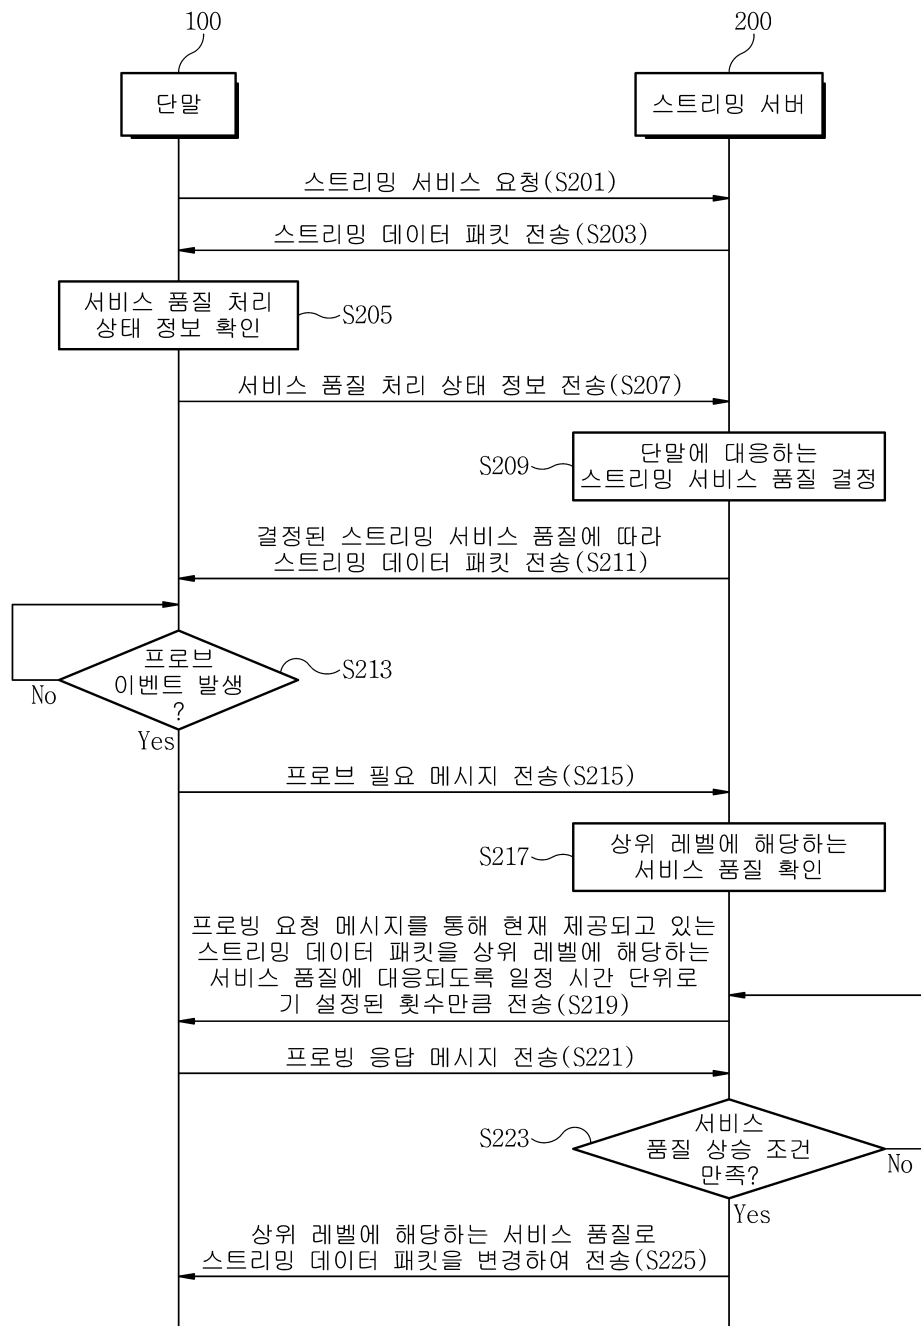 100
200
단말
스트리밍 서버
스트리밍 서비스 요청(S201)
스트리밍 데이터 패킷 전송(S203)
서비스 품질 처리
상태 정보 확인
S205
서비스 품질 처리 상태 정보 전송(S207)
단말에 대응하는
스트리밍 서비스 품질 결정
S209
결정된 스트리밍 서비스 품질에 따라
스트리밍 데이터 패킷 전송(S211)
프로브
이벤트 발생
?
S213
No
Yes
프로브 필요 메시지 전송(S215)
상위 레벨에 해당하는
서비스 품질 확인
S217
프로빙 요청 메시지를 통해 현재 제공되고 있는
스트리밍 데이터 패킷을 상위 레벨에 해당하는
서비스 품질에 대응되도록 일정 시간 단위로
기 설정된 횟수만큼 전송(S219)
프로빙 응답 메시지 전송(S221)
서비스
품질 상승 조건
만족?
S223
No
Yes
상위 레벨에 해당하는 서비스 품질로
스트리밍 데이터 패킷을 변경하여 전송(S225)